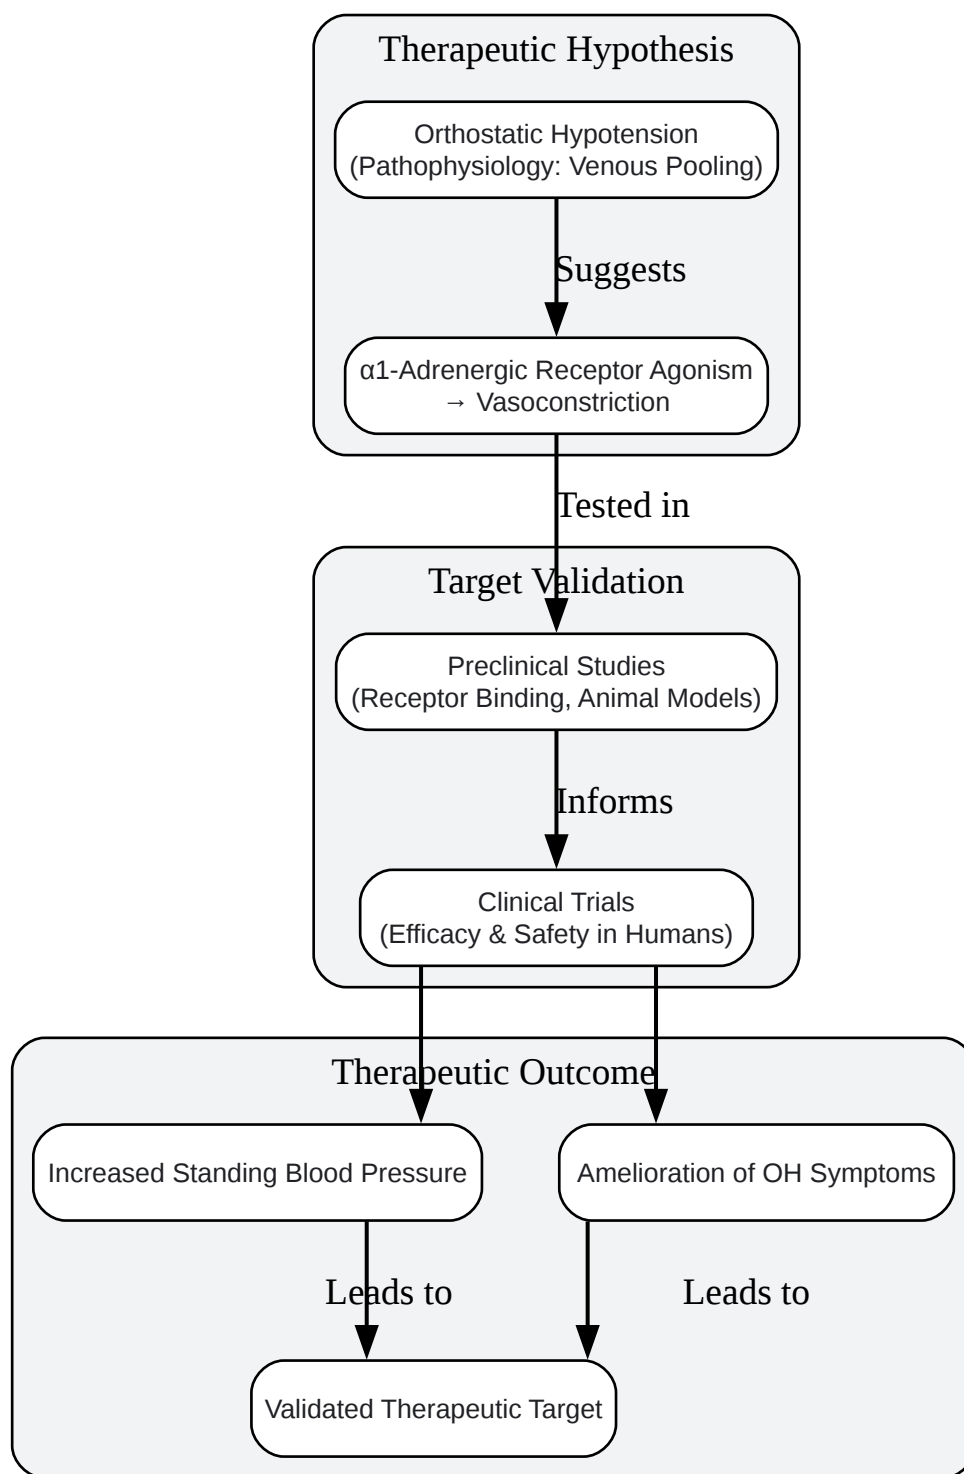 Therapeutic Hypothesis
Orthostatic Hypotension
(Pathophysiology: Venous Pooling)
Suggests
α1-Adrenergic Receptor Agonism
→ Vasoconstriction
Tested in
Target Validation
Preclinical Studies
(Receptor Binding, Animal Models)
Informs
Clinical Trials
(Efficacy & Safety in Humans)
Therapeutic Outcome
Increased Standing Blood Pressure
Amelioration of OH Symptoms
Leads to
Leads to
Validated Therapeutic Target